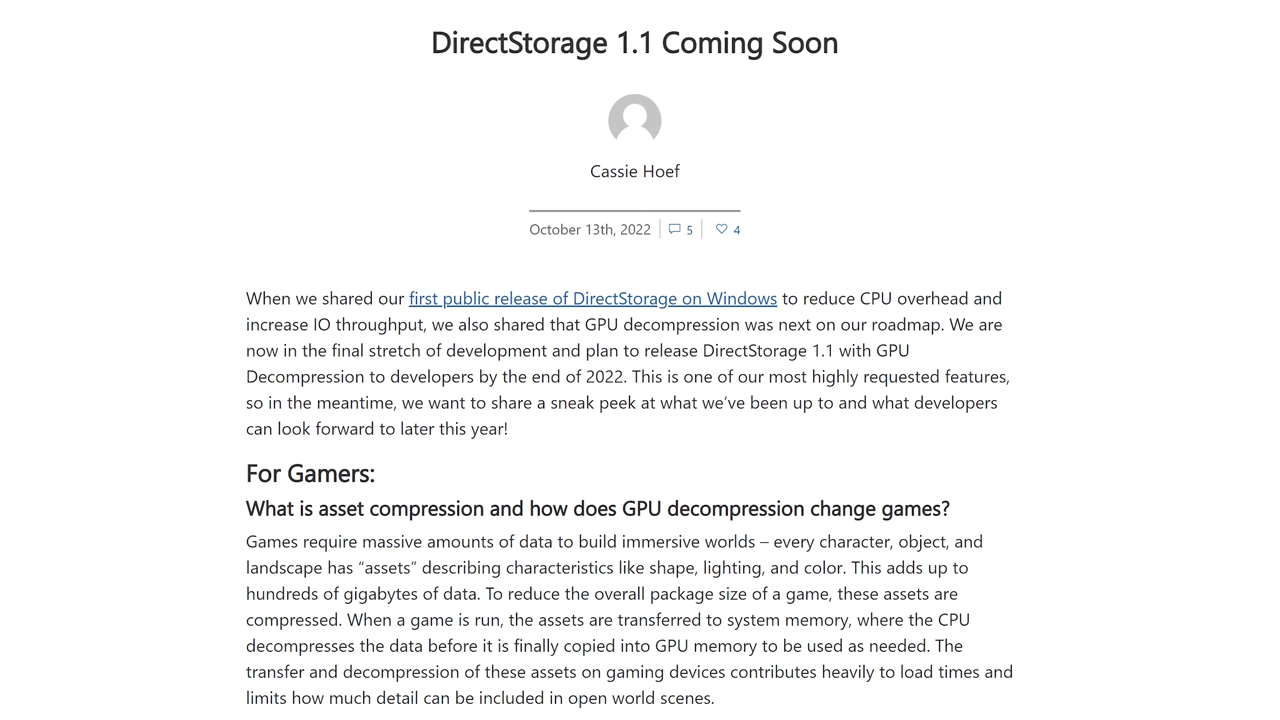 DirectStorage 1.1 Coming Soon
Cassie Hoef
October 13th, 2022 5 4
When we shared our first public release of DirectStorage on Windows to reduce CPU overhead and
increase IO throughput, we also shared that GPU decompression was next on our roadmap. We are
now in the final stretch of development and plan to release DirectStorage 1.1 with GPU
Decompression to developers by the end of 2022. This is one of our most highly requested features,
so in the meantime, we want to share a sneak peek at what we’ve been up to and what developers
can look forward to later this year!
For Gamers:
What is asset compression and how does GPU decompression change games?
Games require massive amounts of data to build immersive worlds – every character, object, and
landscape has “assets” describing characteristics like shape, lighting, and color. This adds up to
hundreds of gigabytes of data. To reduce the overall package size of a game, these assets are
compressed. When a game is run, the assets are transferred to system memory, where the CPU
decompresses the data before it is finally copied into GPU memory to be used as needed. The
transfer and decompression of these assets on gaming devices contributes heavily to load times and
limits how much detail can be included in open world scenes.